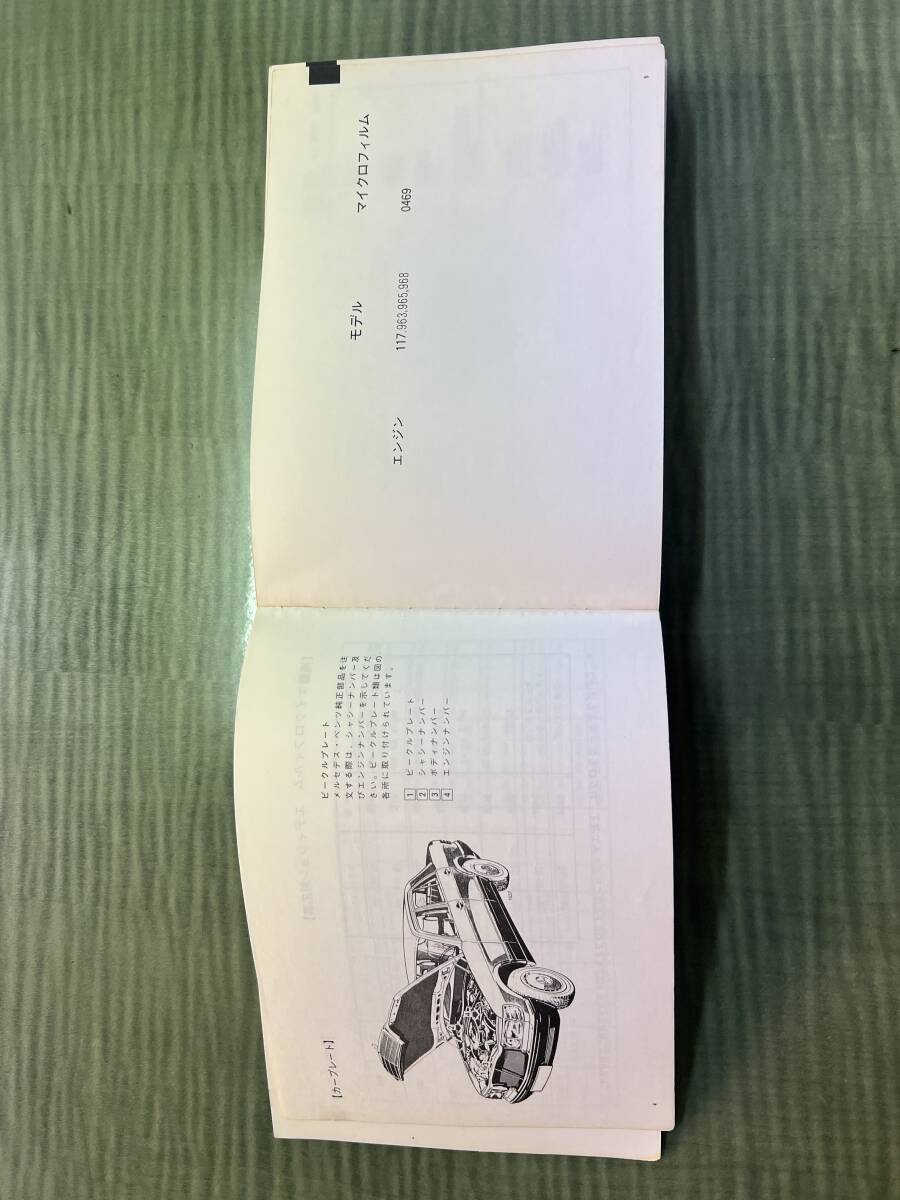 【カープレート】
ビークルプレート
メルセデス・ベンツ純正部品を注
文する際は、シャシーナンバー及
びエンジンナンバーを示してくだ
さい。ビークルプレート類は図の
各所に取り付けられています。
1 ビークルプレート
2 シャシーナンバー
3 ボディナンバー
4 エンジンナンバー
4
モデル マイクロフィルム
エンジン 117.963,965,968 0469
5